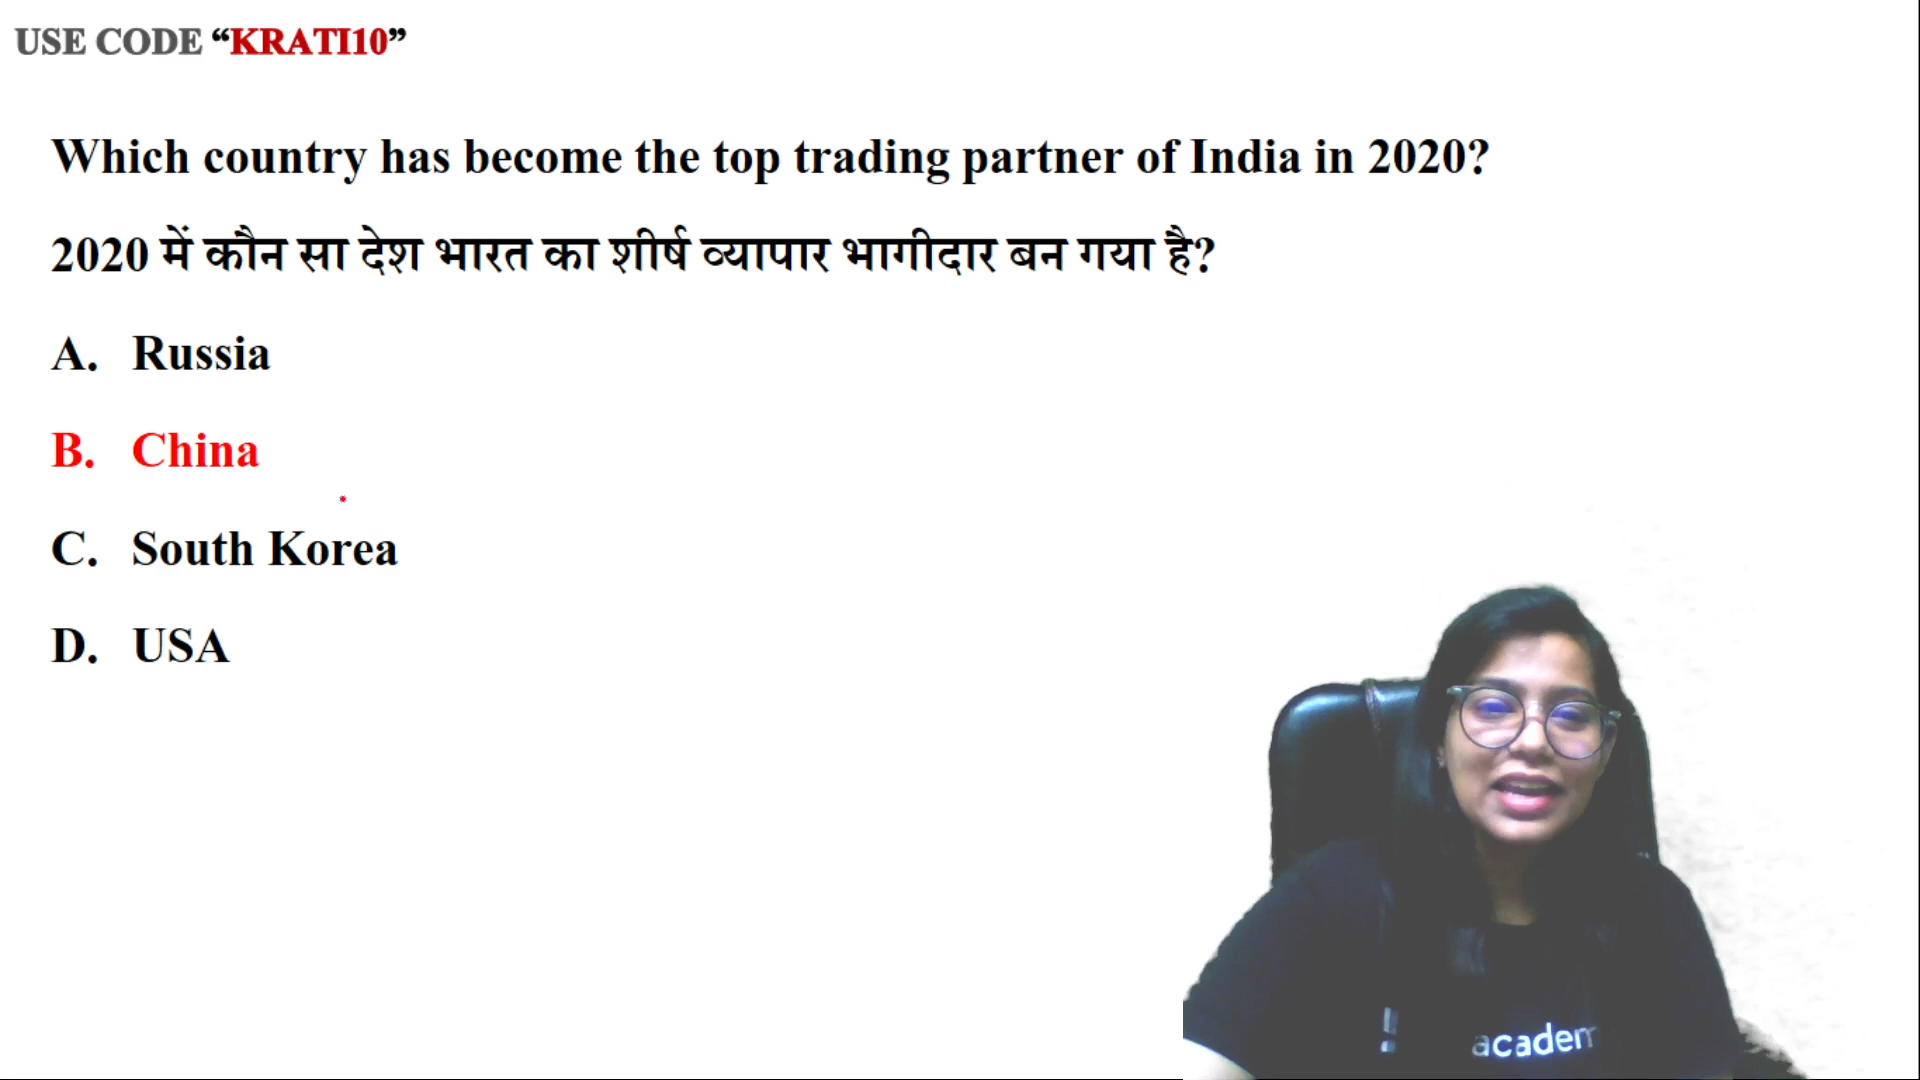 USE CODE “KRATI10”
Which country has become the top trading partner of India in 2020?
2020 में कौन सा देश भारत का शीर्ष व्यापार भागीदार बन गया है?
A. Russia
B. China
C. South Korea
D. USA
academ